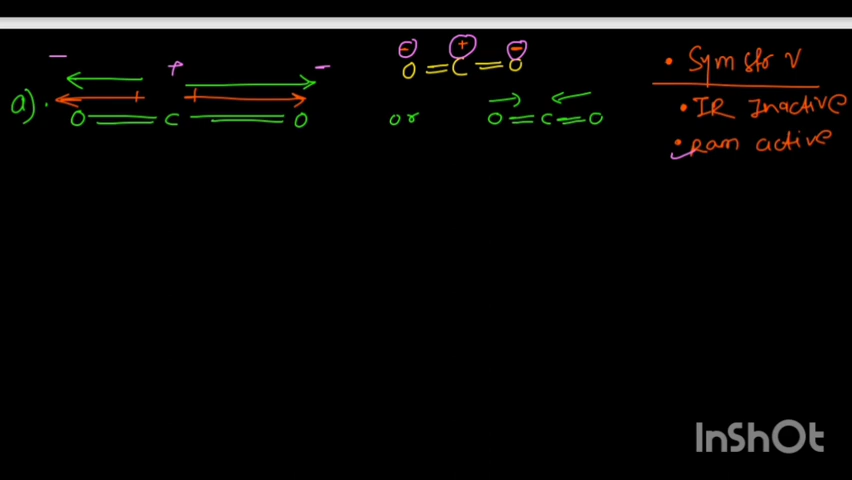 - + -
a). O=C=O or O=C=O
- + -
O=C=O
• Sym str ν
• IR Inactive
• Ram active
InShOt